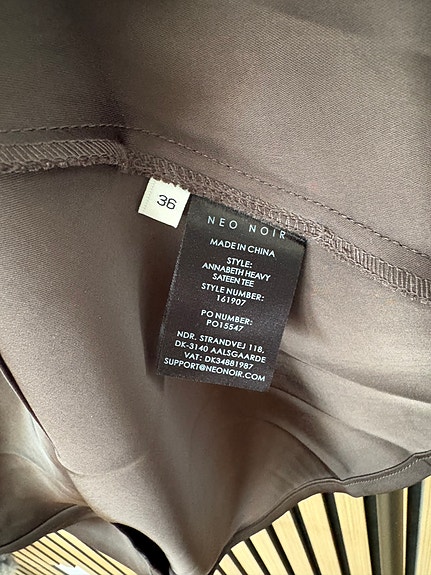 36
NEO NOIR
MADE IN CHINA
STYLE:
ANNABETH HEAVY
SATEEN TEE
STYLE NUMBER:
161907
PO NUMBER:
PO15547
NDR. STRANDVEJ 118,
DK-3140 AALSGAARDE
VAT: DK34881987
SUPPORT@NEONOIR.COM